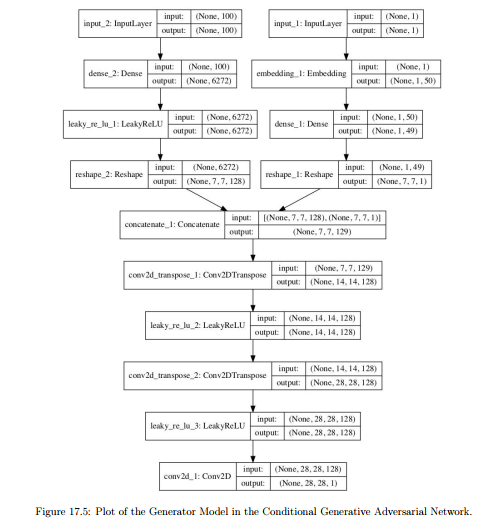 input_2: InputLayer input: (None, 100)
output: (None, 100)
input_1: InputLayer input: (None, 1)
output: (None, 1)
dense_2: Dense input: (None, 100)
output: (None, 6272)
embedding_1: Embedding input: (None, 1)
output: (None, 1, 50)
leaky_re_lu_1: LeakyReLU input: (None, 6272)
output: (None, 6272)
dense_1: Dense input: (None, 1, 50)
output: (None, 1, 49)
reshape_2: Reshape input: (None, 6272)
output: (None, 7, 7, 128)
reshape_1: Reshape input: (None, 1, 49)
output: (None, 7, 7, 1)
concatenate_1: Concatenate input: [(None, 7, 7, 128), (None, 7, 7, 1)]
output: (None, 7, 7, 129)
conv2d_transpose_1: Conv2DTranspose input: (None, 7, 7, 129)
output: (None, 14, 14, 128)
leaky_re_lu_2: LeakyReLU input: (None, 14, 14, 128)
output: (None, 14, 14, 128)
conv2d_transpose_2: Conv2DTranspose input: (None, 14, 14, 128)
output: (None, 28, 28, 128)
leaky_re_lu_3: LeakyReLU input: (None, 28, 28, 128)
output: (None, 28, 28, 128)
conv2d_1: Conv2D input: (None, 28, 28, 128)
output: (None, 28, 28, 1)
Figure 17.5: Plot of the Generator Model in the Conditional Generative Adversarial Network.